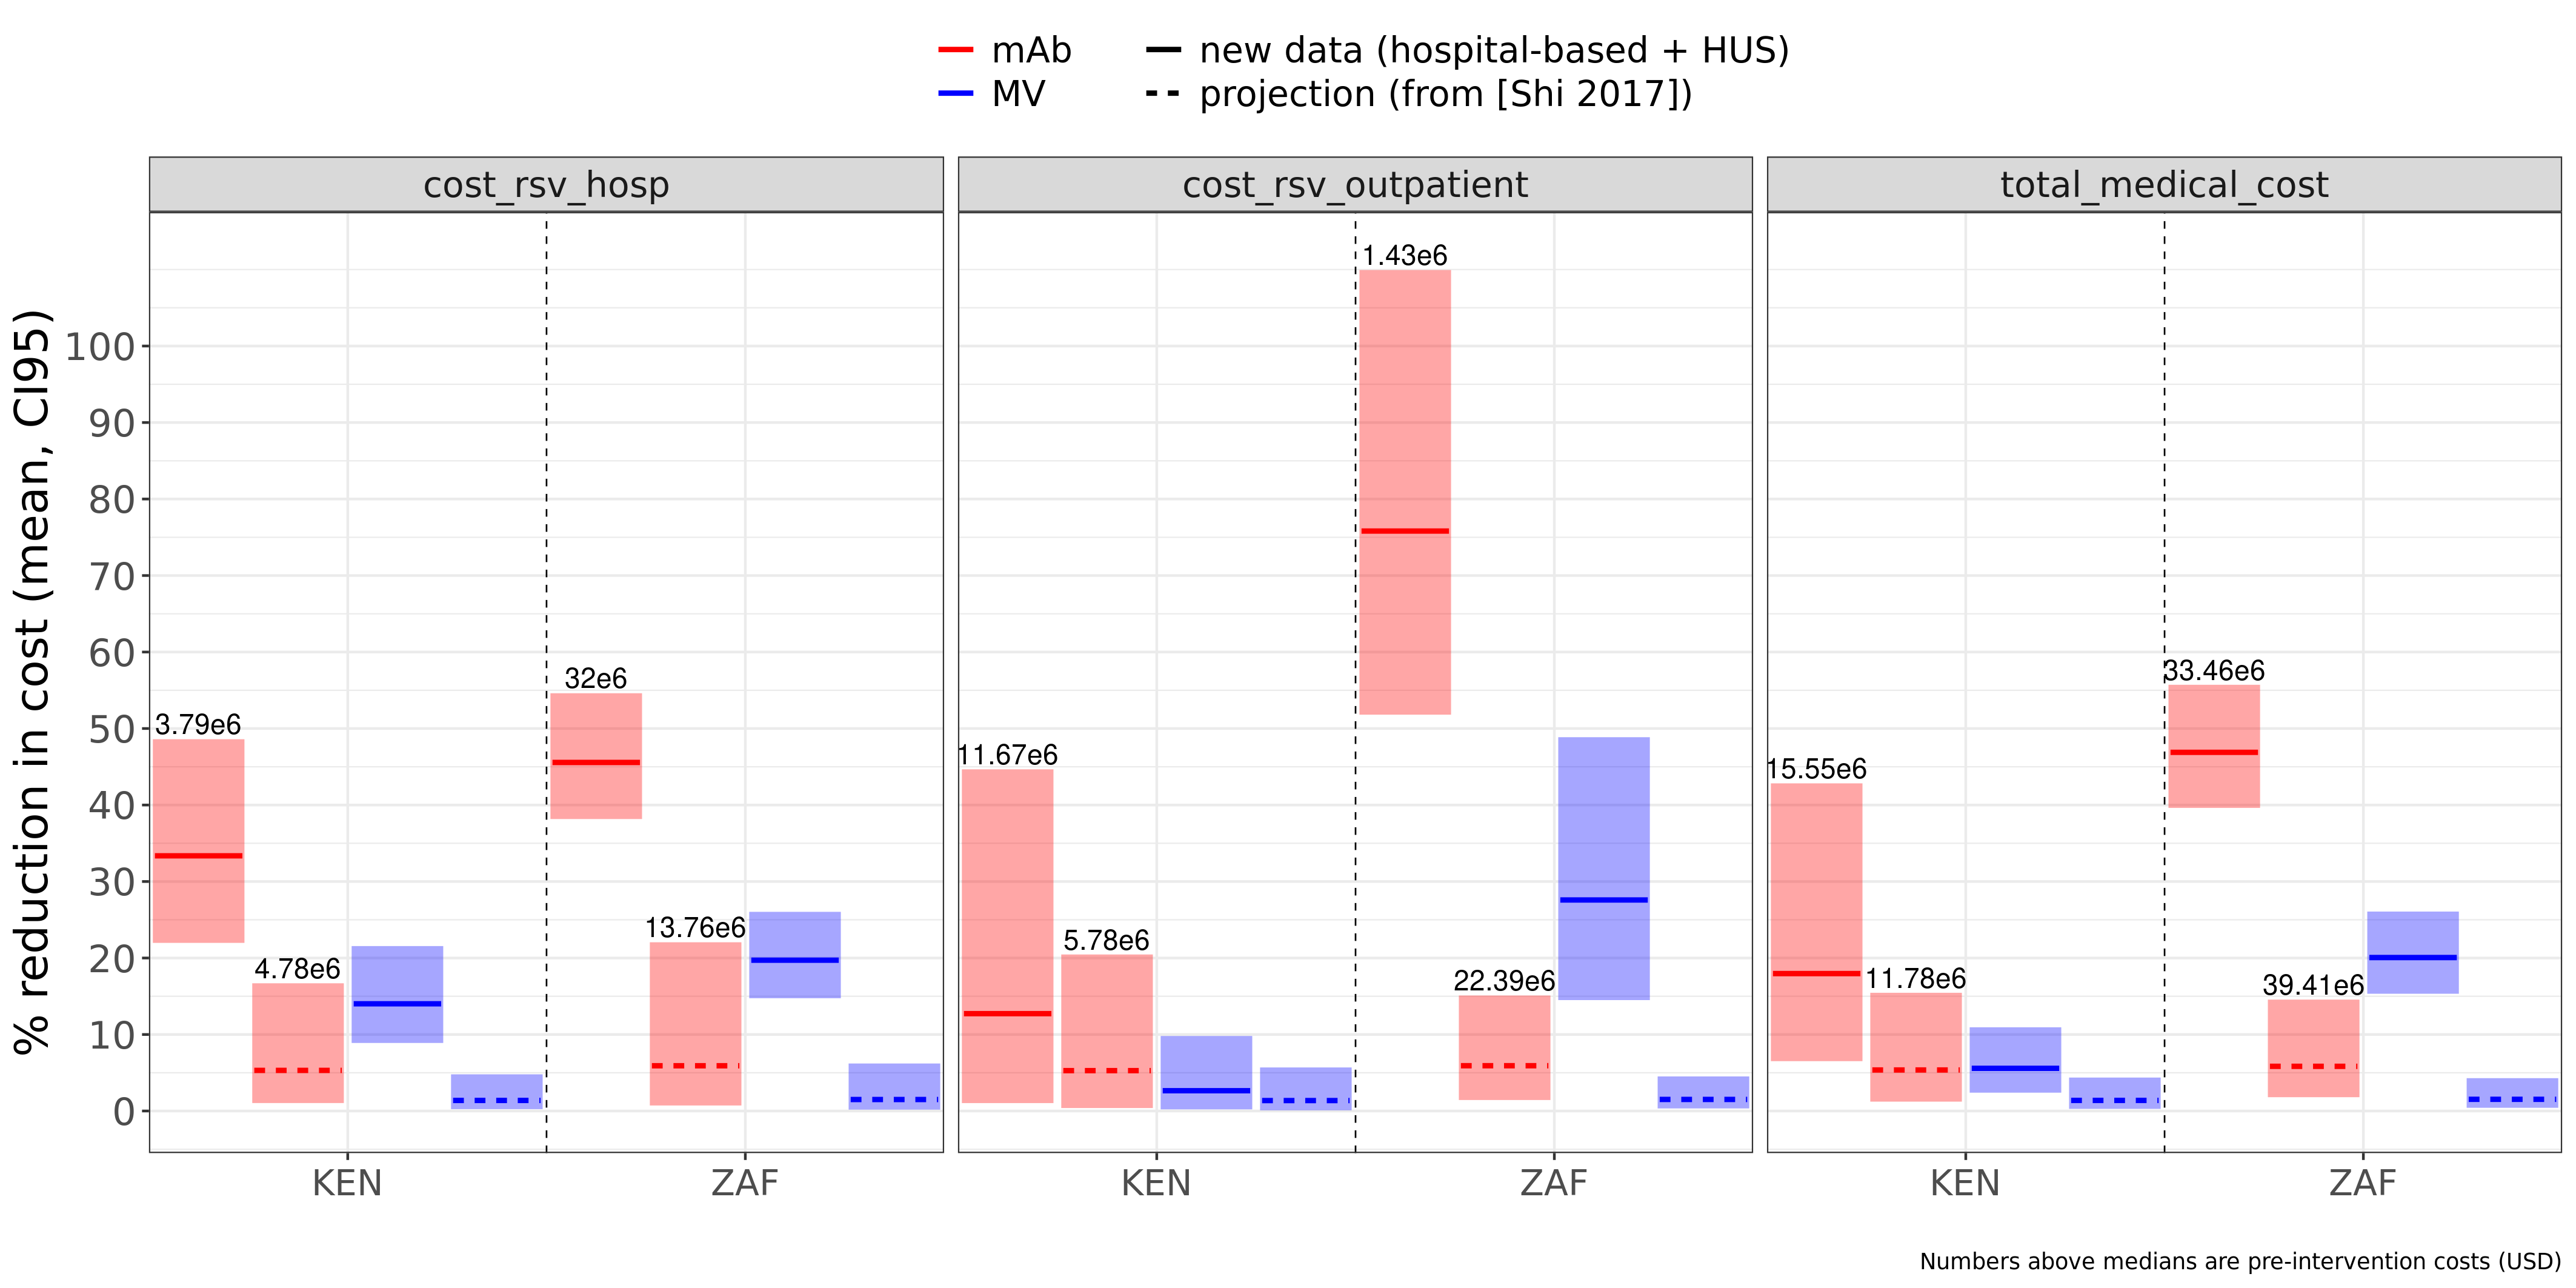 mAb
MV
new data (hospital-based + HUS)
projection (from [Shi 2017])
% reduction in cost (mean, CI95)
cost_rsv_hosp
cost_rsv_outpatient
total_medical_cost
100
90
80
70
60
50
40
30
20
10
0
3.79e6
4.78e6
32e6
13.76e6
11.67e6
5.78e6
1.43e6
22.39e6
15.55e6
11.78e6
33.46e6
39.41e6
KEN
ZAF
KEN
ZAF
KEN
ZAF
Numbers above medians are pre-intervention costs (USD)